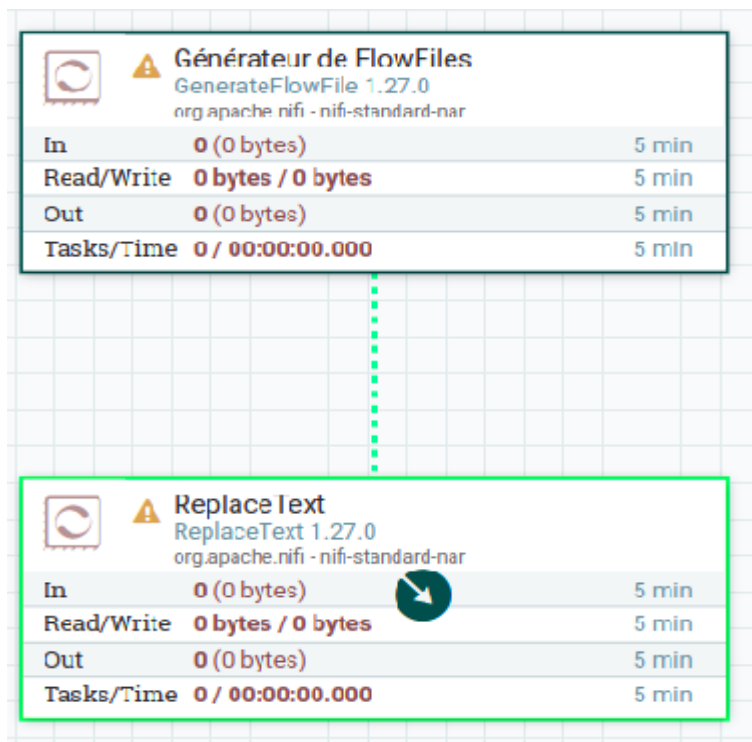 Générateur de FlowFiles
GenerateFlowFile 1.27.0
org.apache.nifi - nifi-standard-nar
In 0 (0 bytes) 5 min
Read/Write 0 bytes / 0 bytes 5 min
Out 0 (0 bytes) 5 min
Tasks/Time 0 / 00:00:00.000 5 min
ReplaceText
ReplaceText 1.27.0
org.apache.nifi - nifi-standard-nar
In 0 (0 bytes) 5 min
Read/Write 0 bytes / 0 bytes 5 min
Out 0 (0 bytes) 5 min
Tasks/Time 0 / 00:00:00.000 5 min